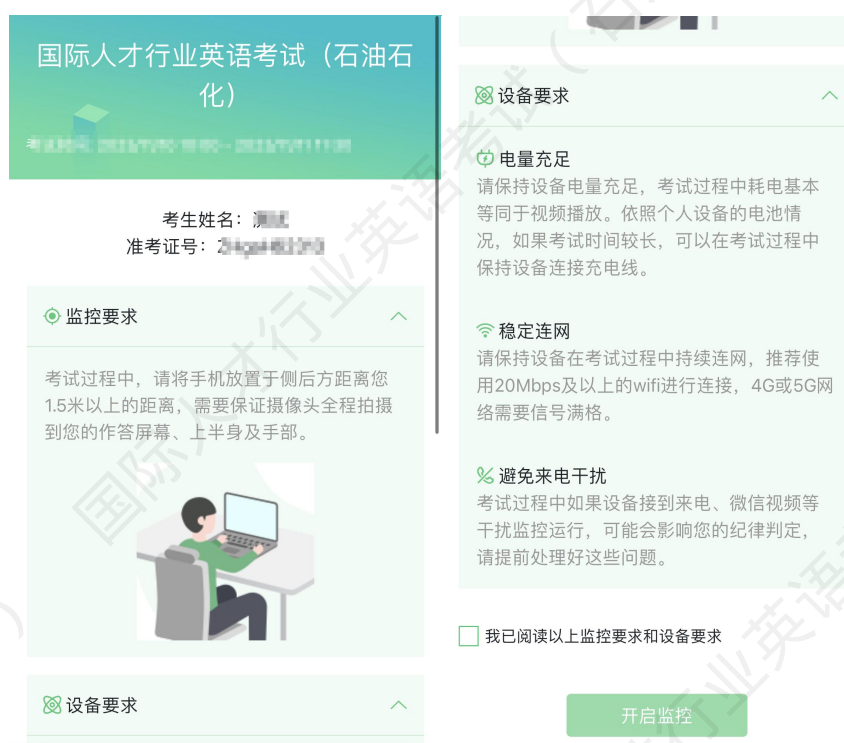 国际人才行业英语考试（石油石
化）
考生姓名：
准考证号：
监控要求
考试过程中，请将手机放置于侧后方距离您
1.5米以上的距离，需要保证摄像头全程拍摄
到您的作答屏幕、上半身及手部。
设备要求
设备要求
电量充足
请保持设备电量充足，考试过程中耗电基本
等同于视频播放。依照个人设备的电池情
况，如果考试时间较长，可以在考试过程中
保持设备连接充电线。
稳定连网
请保持设备在考试过程中持续连网，推荐使
用20Mbps及以上的wifi进行连接，4G或5G网
络需要信号满格。
避免来电干扰
考试过程中如果设备接到来电、微信视频等
干扰监控运行，可能会影响您的纪律判定，
请提前处理好这些问题。
我已阅读以上监控要求和设备要求
开启监控
国际人才行业英语考试（石